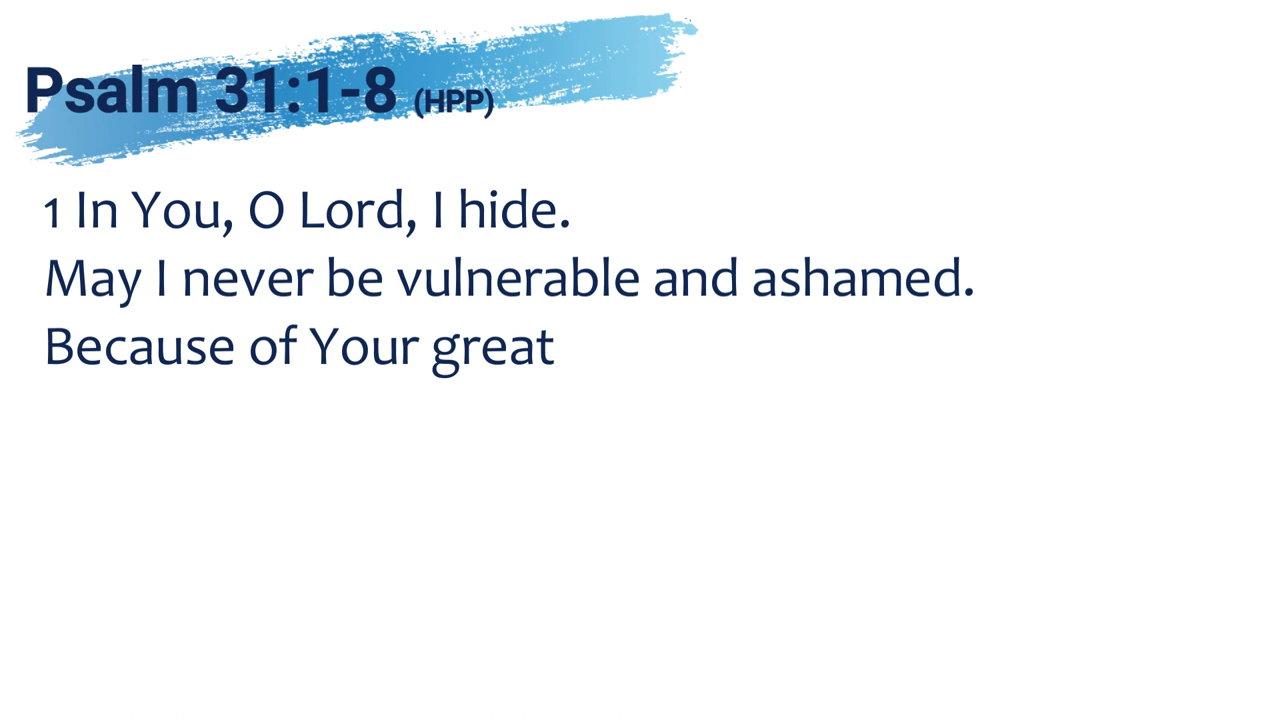 Psalm 31:1-8 (HPP)
1 In You, O Lord, I hide.
May I never be vulnerable and ashamed.
Because of Your great